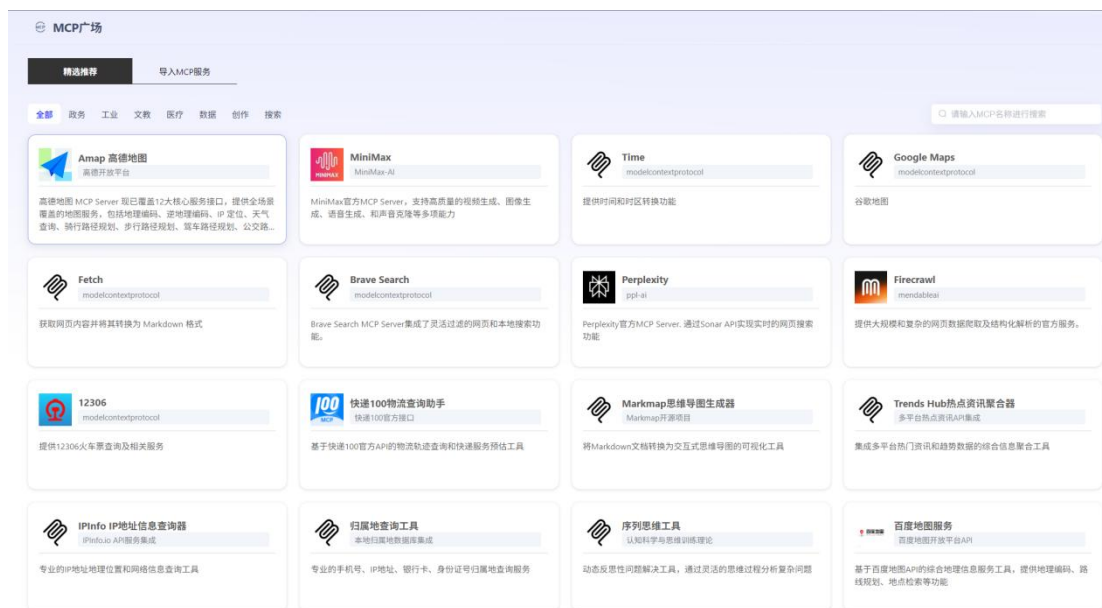 MCP广场
精选推荐 导入MCP服务
全部 政务 工业 文教 医疗 数据 创作 搜索
请输入MCP名称进行搜索
Amap 高德地图
高德开放平台
高德地图 MCP Server 现已覆盖12大核心服务接口，提供全场景
覆盖的地图服务，包括地理编码、逆地理编码、IP 定位、天气
查询、骑行路径规划、步行路径规划、驾车路径规划、公交路...
MINIMAX
MiniMax
MiniMax-AI
MiniMax官方MCP Server，支持高质量的视频生成、图像生
成、语音生成、和声音克隆等多项能力
Time
modelcontextprotocol
提供时间和时区转换功能
Google Maps
modelcontextprotocol
谷歌地图
Fetch
modelcontextprotocol
获取网页内容并将其转换为 Markdown 格式
Brave Search
modelcontextprotocol
Brave Search MCP Server集成了灵活过滤的网页和本地搜索功
能。
Perplexity
ppl-ai
Perplexity官方MCP Server. 通过Sonar API实现实时的网页搜索
功能
Firecrawl
mendableai
提供大规模和复杂的网页数据爬取及结构化解析的官方服务。
12306
modelcontextprotocol
提供12306火车票查询及相关服务
100
MCP
快递100物流查询助手
快递100官方接口
基于快递100官方API的物流轨迹查询和快递服务预估工具
Markmap思维导图生成器
Markmap开源项目
将Markdown文档转换为交互式思维导图的可视化工具
Trends Hub热点资讯聚合器
多平台热点资讯API集成
集成多平台热门资讯和趋势数据的综合信息聚合工具
IPInfo IP地址信息查询器
IPinfo.io API服务集成
专业的IP地址地理位置和网络信息查询工具
归属地查询工具
本地归属地数据库集成
专业的手机号、IP地址、银行卡、身份证号归属地查询服务
序列思维工具
认知科学与思维训练理论
动态反思性问题解决工具，通过灵活的思维过程分析复杂问题
百度地图
百度地图服务
百度地图开放平台API
基于百度地图API的综合地理信息服务工具，提供地理编码、路
线规划、地点检索等功能